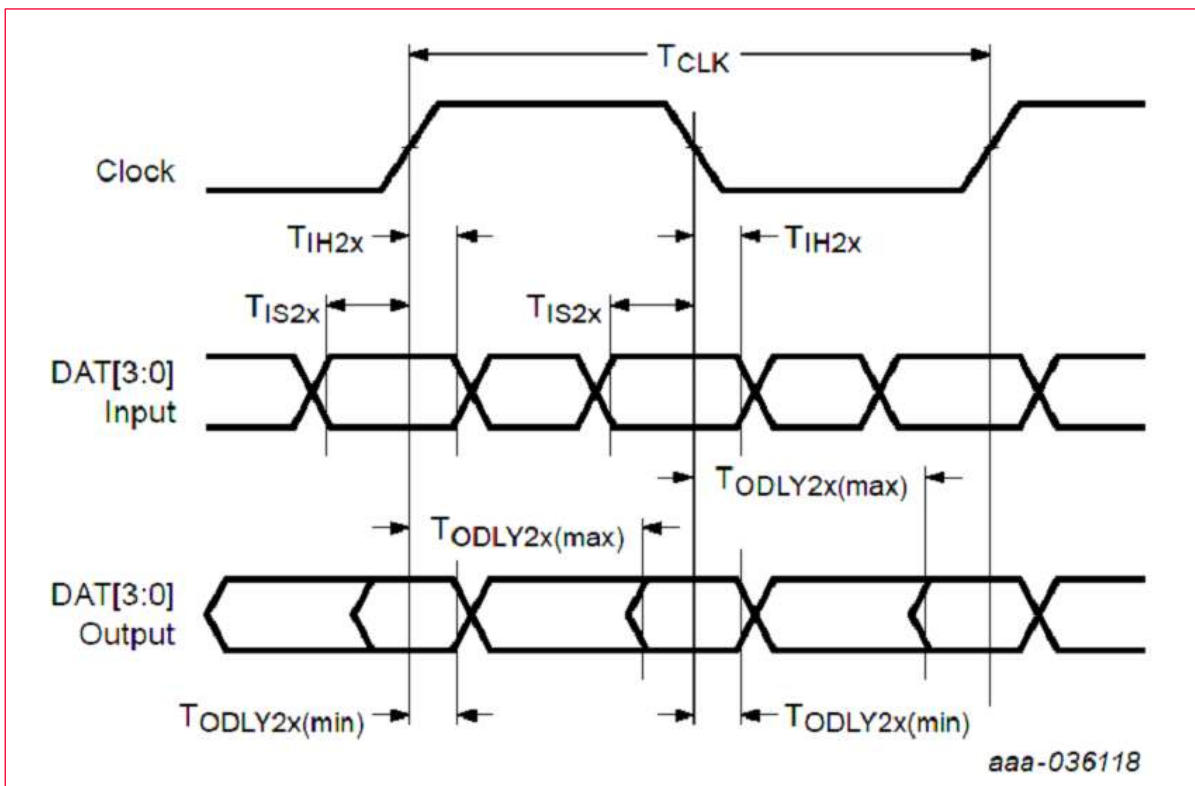 TCLK
Clock
TIH2x
TIH2x
TIS2x
TIS2x
DAT[3:0]
Input
TODLY2x(max)
TODLY2x(max)
DAT[3:0]
Output
TODLY2x(min)
TODLY2x(min)
aaa-036118